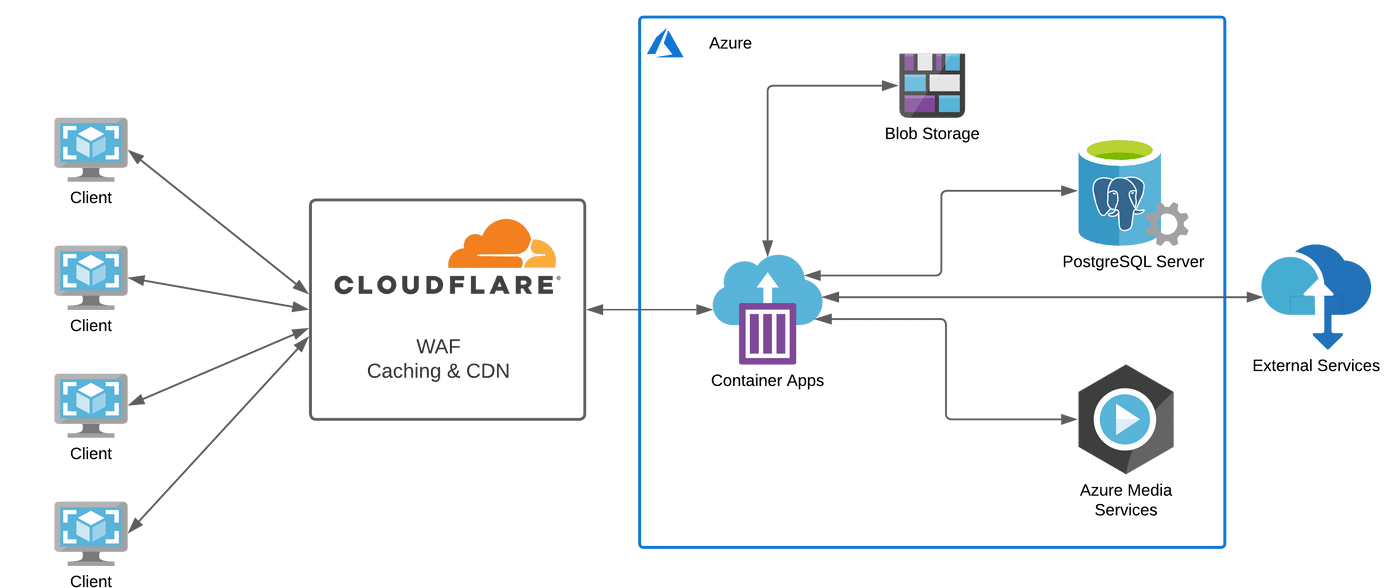 Azure
Blob Storage
Client
CLOUDFLARE®
PostgreSQL Server
Client
WAF
Caching & CDN
External Services
Container Apps
Client
Azure Media
Services
Client